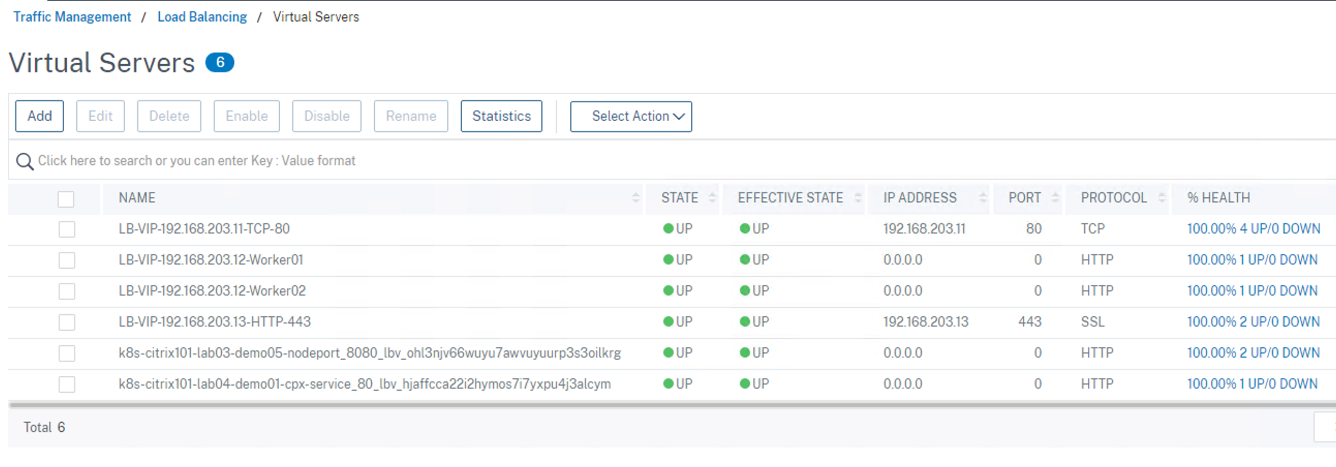 Traffic Management / Load Balancing / Virtual Servers
Virtual Servers 6
Add Edit Delete Enable Disable Rename Statistics Select Action
Click here to search or you can enter Key : Value format
NAME STATE EFFECTIVE STATE IP ADDRESS PORT PROTOCOL % HEALTH
LB-VIP-192.168.203.11-TCP-80 UP UP 192.168.203.11 80 TCP 100.00% 4 UP/0 DOWN
LB-VIP-192.168.203.12-Worker01 UP UP 0.0.0.0 0 HTTP 100.00% 1 UP/0 DOWN
LB-VIP-192.168.203.12-Worker02 UP UP 0.0.0.0 0 HTTP 100.00% 1 UP/0 DOWN
LB-VIP-192.168.203.13-HTTP-443 UP UP 192.168.203.13 443 SSL 100.00% 2 UP/0 DOWN
k8s-citrix101-lab03-demo05-nodeport_8080_lbv_ohl3njv66wuyu7awvuyuurp3s3oilkrg UP UP 0.0.0.0 0 HTTP 100.00% 2 UP/0 DOWN
k8s-citrix101-lab04-demo01-cpx-service_80_lbv_hjaffcca22i2hymos7i7yxpu4j3alcym UP UP 0.0.0.0 0 HTTP 100.00% 1 UP/0 DOWN
Total 6